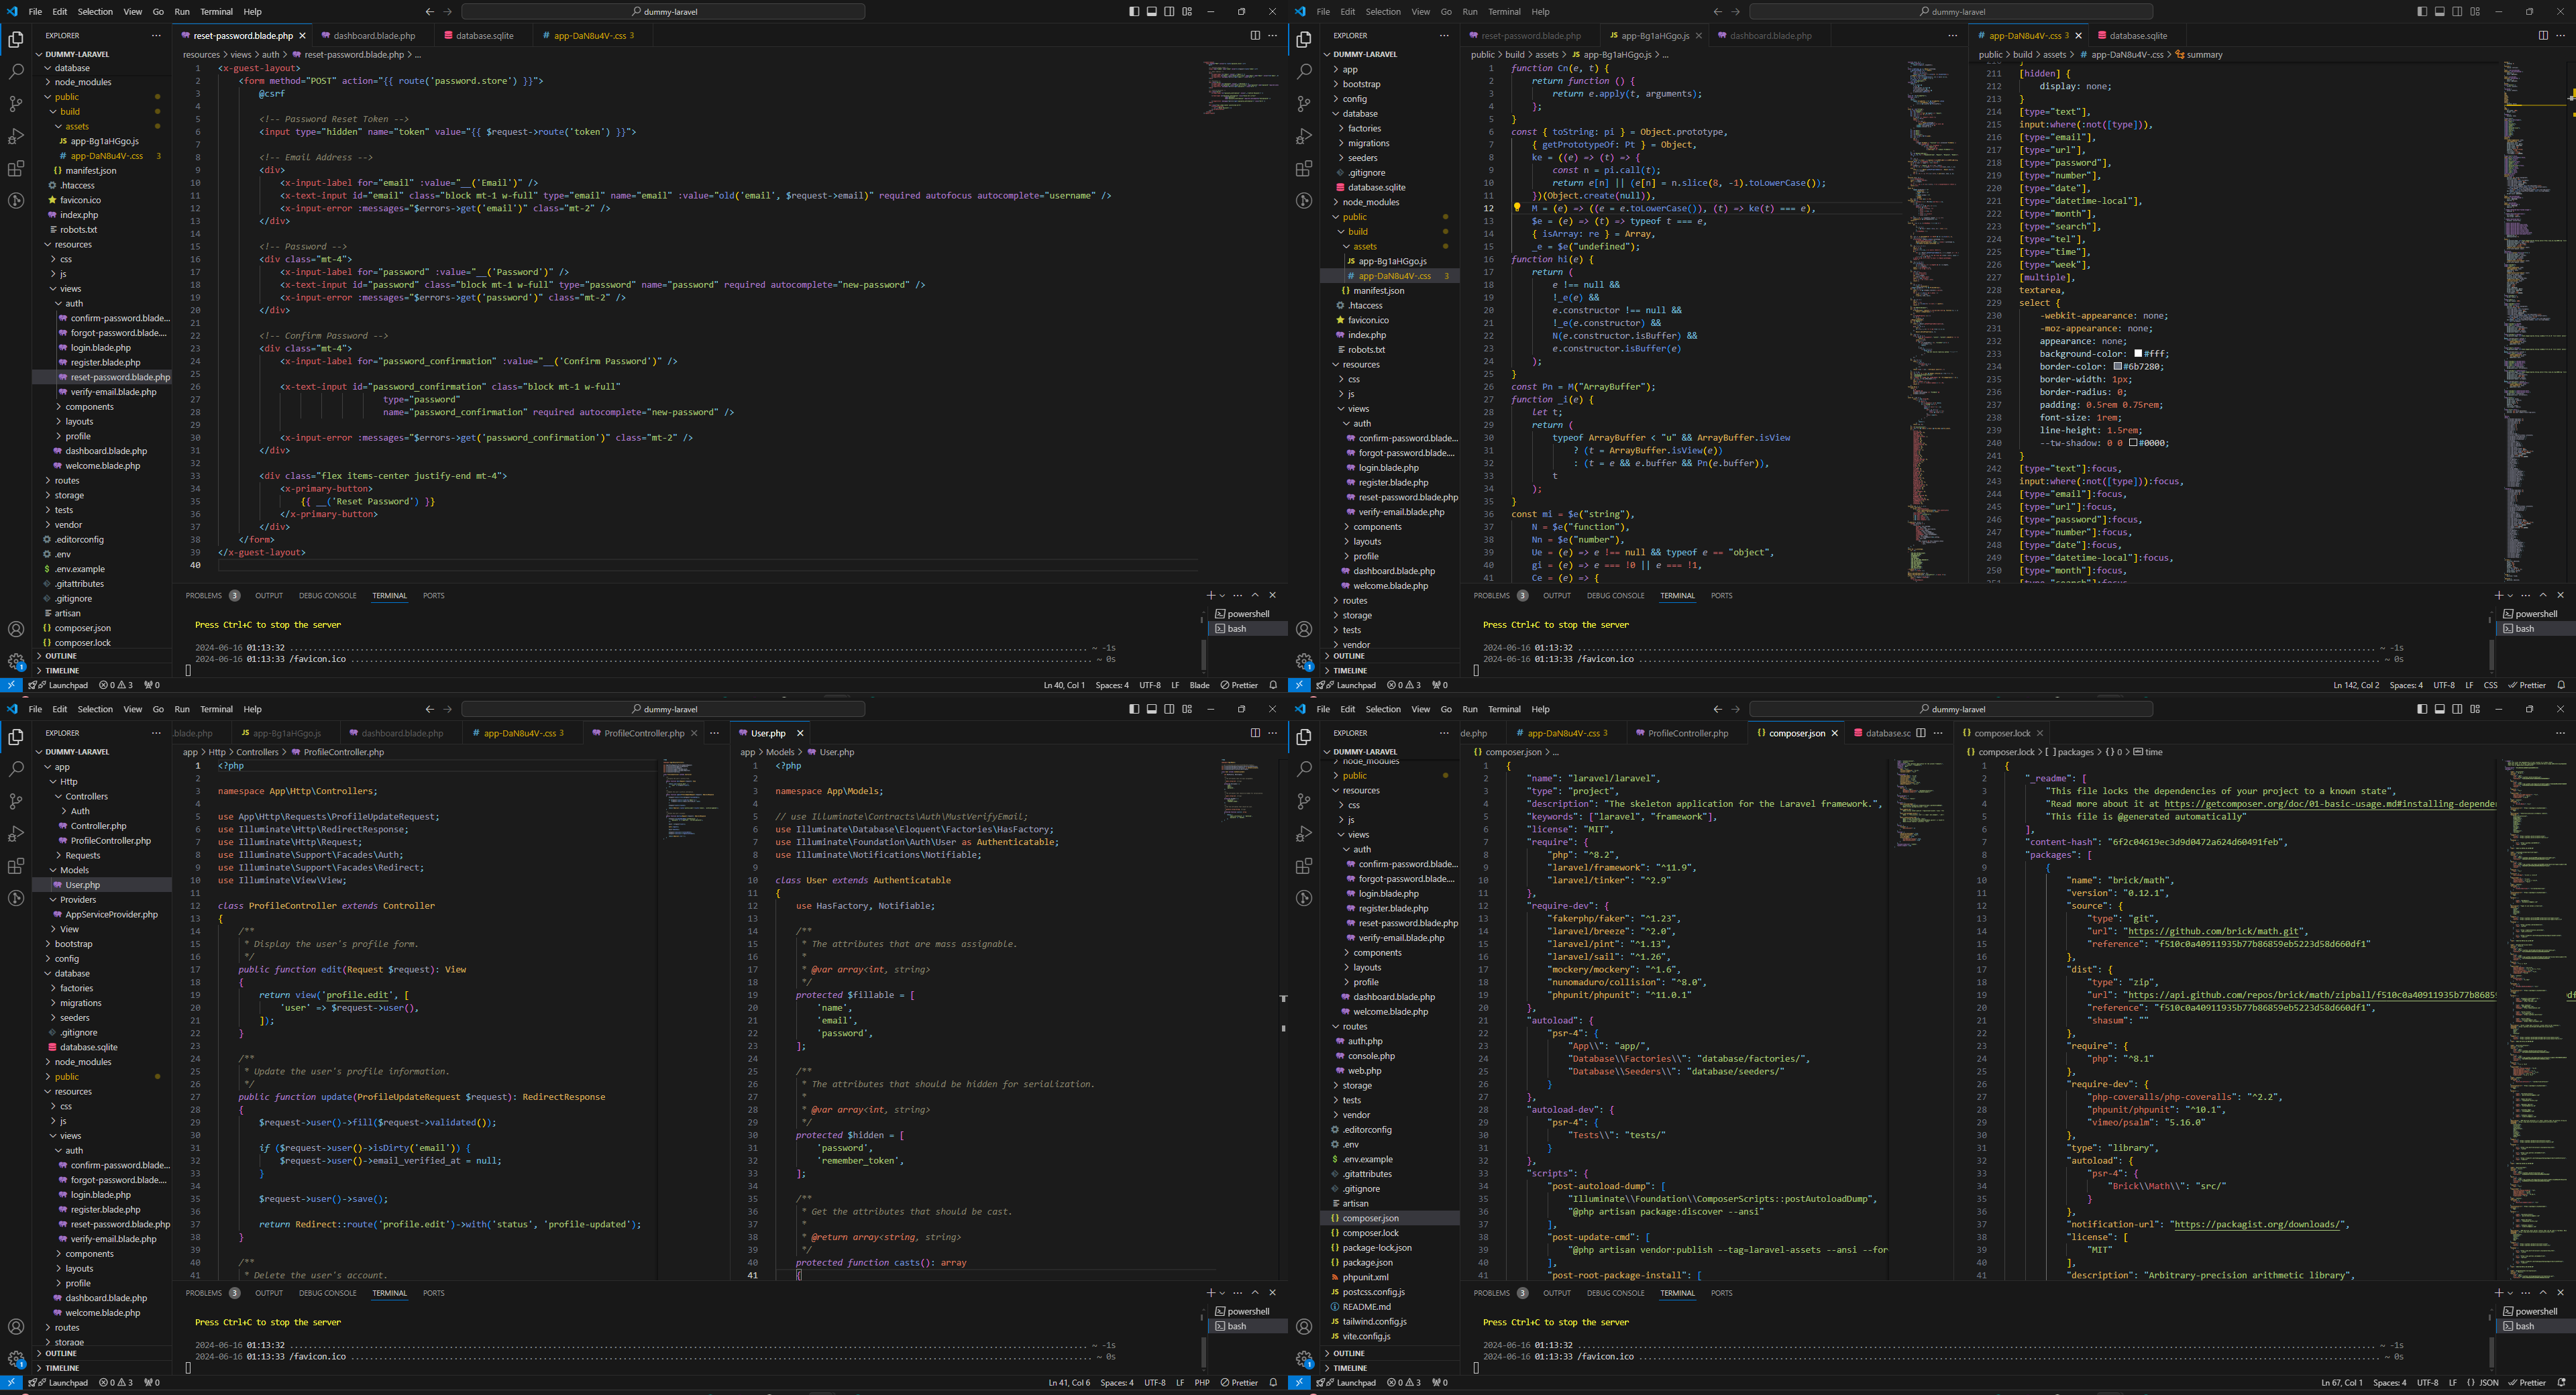 File Edit Selection View Go Run Terminal Help
dummy-laravel
EXPLORER
DUMMY-LARAVEL
database
node_modules
public
build
assets
app-Bg1aHGgo.js
app-DaN8u4V-.css 3
manifest.json
.htaccess
favicon.ico
index.php
robots.txt
resources
css
js
views
auth
confirm-password.blade....
forgot-password.blade....
login.blade.php
register.blade.php
reset-password.blade.php
verify-email.blade.php
components
layouts
profile
dashboard.blade.php
welcome.blade.php
routes
storage
tests
vendor
.editorconfig
.env
.env.example
.gitattributes
.gitignore
artisan
composer.json
composer.lock
OUTLINE
TIMELINE
reset-password.blade.php dashboard.blade.php database.sqlite app-DaN8u4V-.css 3
resources > views > auth > reset-password.blade.php > ...
1 <x-guest-layout>
2 <form method="POST" action="{{ route('password.store') }}">
3 @csrf
4
5 <!-- Password Reset Token -->
6 <input type="hidden" name="token" value="{{ $request->route('token') }}">
7
8 <!-- Email Address -->
9 <div>
10 <x-input-label for="email" :value="__('Email')" />
11 <x-text-input id="email" class="block mt-1 w-full" type="email" name="email" :value="old('email', $request->email)" required autofocus autocomplete="username" />
12 <x-input-error :messages="$errors->get('email')" class="mt-2" />
13 </div>
14
15 <!-- Password -->
16 <div class="mt-4">
17 <x-input-label for="password" :value="__('Password')" />
18 <x-text-input id="password" class="block mt-1 w-full" type="password" name="password" required autocomplete="new-password" />
19 <x-input-error :messages="$errors->get('password')" class="mt-2" />
20 </div>
21
22 <!-- Confirm Password -->
23 <div class="mt-4">
24 <x-input-label for="password_confirmation" :value="__('Confirm Password')" />
25
26 <x-text-input id="password_confirmation" class="block mt-1 w-full"
27 type="password"
28 name="password_confirmation" required autocomplete="new-password" />
29
30 <x-input-error :messages="$errors->get('password_confirmation')" class="mt-2" />
31 </div>
32
33 <div class="flex items-center justify-end mt-4">
34 <x-primary-button>
35 {{ __('Reset Password') }}
36 </x-primary-button>
37 </div>
38 </form>
39 </x-guest-layout>
40
PROBLEMS 3 OUTPUT DEBUG CONSOLE TERMINAL PORTS
powershell
bash
Press Ctrl+C to stop the server
2024-06-16 01:13:32 ~ -1s
2024-06-16 01:13:33 /favicon.ico ~ 0s
Launchpad 0 3 0 Ln 40, Col 1 Spaces: 4 UTF-8 LF Blade Prettier
File Edit Selection View Go Run Terminal Help
dummy-laravel
EXPLORER
DUMMY-LARAVEL
app
bootstrap
config
database
factories
migrations
seeders
.gitignore
database.sqlite
node_modules
public
build
assets
app-Bg1aHGgo.js
app-DaN8u4V-.css 3
manifest.json
.htaccess
favicon.ico
index.php
robots.txt
resources
css
js
views
auth
confirm-password.blade...
forgot-password.blade....
login.blade.php
register.blade.php
reset-password.blade.php
verify-email.blade.php
components
layouts
profile
dashboard.blade.php
welcome.blade.php
routes
storage
tests
vendor
OUTLINE
TIMELINE
reset-password.blade.php app-Bg1aHGgo.js dashboard.blade.php
public > build > assets > app-Bg1aHGgo.js > ...
1 function Cn(e, t) {
2 return function () {
3 return e.apply(t, arguments);
4 };
5 }
6 const { toString: pi } = Object.prototype,
7 { getPrototypeOf: Pt } = Object,
8 ke = ((e) => (t) => {
9 const n = pi.call(t);
10 return e[n] || (e[n] = n.slice(8, -1).toLowerCase());
11 })(Object.create(null)),
12 M = (e) => ((e = e.toLowerCase()), (t) => ke(t) === e),
13 $e = (e) => (t) => typeof t === e,
14 { isArray: re } = Array,
15 _e = $e("undefined");
16 function hi(e) {
17 return (
18 e !== null &&
19 !_e(e) &&
20 e.constructor !== null &&
21 !_e(e.constructor) &&
22 N(e.constructor.isBuffer) &&
23 e.constructor.isBuffer(e)
24 );
25 }
26 const Pn = M("ArrayBuffer");
27 function _i(e) {
28 let t;
29 return (
30 typeof ArrayBuffer < "u" && ArrayBuffer.isView
31 ? (t = ArrayBuffer.isView(e))
32 : (t = e && e.buffer && Pn(e.buffer)),
33 t
34 );
35 }
36 const mi = $e("string"),
37 N = $e("function"),
38 Nn = $e("number"),
39 Ue = (e) => e !== null && typeof e == "object",
40 gi = (e) => e === !0 || e === !1,
41 Ce = (e) => {
app-DaN8u4V-.css 3 database.sqlite
public > build > assets > app-DaN8u4V-.css > summary
211 [hidden] {
212 display: none;
213 }
214 [type="text"],
215 input:where(:not([type])),
216 [type="email"],
217 [type="url"],
218 [type="password"],
219 [type="number"],
220 [type="date"],
221 [type="datetime-local"],
222 [type="month"],
223 [type="search"],
224 [type="tel"],
225 [type="time"],
226 [type="week"],
227 [multiple],
228 textarea,
229 select {
230 -webkit-appearance: none;
231 -moz-appearance: none;
232 appearance: none;
233 background-color: #fff;
234 border-color: #6b7280;
235 border-width: 1px;
236 border-radius: 0;
237 padding: 0.5rem 0.75rem;
238 font-size: 1rem;
239 line-height: 1.5rem;
240 --tw-shadow: 0 0 #0000;
241 }
242 [type="text"]:focus,
243 input:where(:not([type])):focus,
244 [type="email"]:focus,
245 [type="url"]:focus,
246 [type="password"]:focus,
247 [type="number"]:focus,
248 [type="date"]:focus,
249 [type="datetime-local"]:focus,
250 [type="month"]:focus,
251 [type="search"]:focus,
PROBLEMS 3 OUTPUT DEBUG CONSOLE TERMINAL PORTS
powershell
bash
Press Ctrl+C to stop the server
2024-06-16 01:13:32 ~ -1s
2024-06-16 01:13:33 /favicon.ico ~ 0s
Launchpad 0 3 0 Ln 142, Col 2 Spaces: 4 UTF-8 LF CSS Prettier
File Edit Selection View Go Run Terminal Help
dummy-laravel
EXPLORER
DUMMY-LARAVEL
app
Http
Controllers
Auth
Controller.php
ProfileController.php
Requests
Models
User.php
Providers
AppServiceProvider.php
View
bootstrap
config
database
factories
migrations
seeders
.gitignore
database.sqlite
node_modules
public
resources
css
js
views
auth
confirm-password.blade...
forgot-password.blade....
login.blade.php
register.blade.php
reset-password.blade.php
verify-email.blade.php
components
layouts
profile
dashboard.blade.php
welcome.blade.php
routes
storage
OUTLINE
TIMELINE
.blade.php app-Bg1aHGgo.js dashboard.blade.php app-DaN8u4V-.css 3 ProfileController.php
app > Http > Controllers > ProfileController.php
1 <?php
2
3 namespace App\Http\Controllers;
4
5 use App\Http\Requests\ProfileUpdateRequest;
6 use Illuminate\Http\RedirectResponse;
7 use Illuminate\Http\Request;
8 use Illuminate\Support\Facades\Auth;
9 use Illuminate\Support\Facades\Redirect;
10 use Illuminate\View\View;
11
12 class ProfileController extends Controller
13 {
14 /**
15 * Display the user's profile form.
16 */
17 public function edit(Request $request): View
18 {
19 return view('profile.edit', [
20 'user' => $request->user(),
21 ]);
22 }
23
24 /**
25 * Update the user's profile information.
26 */
27 public function update(ProfileUpdateRequest $request): RedirectResponse
28 {
29 $request->user()->fill($request->validated());
30
31 if ($request->user()->isDirty('email')) {
32 $request->user()->email_verified_at = null;
33 }
34
35 $request->user()->save();
36
37 return Redirect::route('profile.edit')->with('status', 'profile-updated');
38 }
39
40 /**
41 * Delete the user's account.
User.php
app > Models > User.php
1 <?php
2
3 namespace App\Models;
4
5 // use Illuminate\Contracts\Auth\MustVerifyEmail;
6 use Illuminate\Database\Eloquent\Factories\HasFactory;
7 use Illuminate\Foundation\Auth\User as Authenticatable;
8 use Illuminate\Notifications\Notifiable;
9
10 class User extends Authenticatable
11 {
12 use HasFactory, Notifiable;
13
14 /**
15 * The attributes that are mass assignable.
16 *
17 * @var array<int, string>
18 */
19 protected $fillable = [
20 'name',
21 'email',
22 'password',
23 ];
24
25 /**
26 * The attributes that should be hidden for serialization.
27 *
28 * @var array<int, string>
29 */
30 protected $hidden = [
31 'password',
32 'remember_token',
33 ];
34
35 /**
36 * Get the attributes that should be cast.
37 *
38 * @return array<string, string>
39 */
40 protected function casts(): array
41 {
PROBLEMS 3 OUTPUT DEBUG CONSOLE TERMINAL PORTS
powershell
bash
Press Ctrl+C to stop the server
2024-06-16 01:13:32 ~ -1s
2024-06-16 01:13:33 /favicon.ico ~ 0s
Launchpad 0 3 0 Ln 41, Col 6 Spaces: 4 UTF-8 LF PHP Prettier
File Edit Selection View Go Run Terminal Help
dummy-laravel
EXPLORER
DUMMY-LARAVEL
node_modules
public
resources
css
js
views
auth
confirm-password.blade...
forgot-password.blade....
login.blade.php
register.blade.php
reset-password.blade.php
verify-email.blade.php
components
layouts
profile
dashboard.blade.php
welcome.blade.php
routes
auth.php
console.php
web.php
storage
tests
vendor
.editorconfig
.env
.env.example
.gitattributes
.gitignore
artisan
composer.json
composer.lock
package-lock.json
package.json
phpunit.xml
postcss.config.js
README.md
tailwind.config.js
vite.config.js
OUTLINE
TIMELINE
de.php app-DaN8u4V-.css 3 ProfileController.php composer.json database.sc
composer.json > ...
1 {
2 "name": "laravel/laravel",
3 "type": "project",
4 "description": "The skeleton application for the Laravel framework.",
5 "keywords": ["laravel", "framework"],
6 "license": "MIT",
7 "require": {
8 "php": "^8.2",
9 "laravel/framework": "^11.9",
10 "laravel/tinker": "^2.9"
11 },
12 "require-dev": {
13 "fakerphp/faker": "^1.23",
14 "laravel/breeze": "^2.0",
15 "laravel/pint": "^1.13",
16 "laravel/sail": "^1.26",
17 "mockery/mockery": "^1.6",
18 "nunomaduro/collision": "^8.0",
19 "phpunit/phpunit": "^11.0.1"
20 },
21 "autoload": {
22 "psr-4": {
23 "App\\": "app/",
24 "Database\\Factories\\": "database/factories/",
25 "Database\\Seeders\\": "database/seeders/"
26 }
27 },
28 "autoload-dev": {
29 "psr-4": {
30 "Tests\\": "tests/"
31 }
32 },
33 "scripts": {
34 "post-autoload-dump": [
35 "Illuminate\\Foundation\\ComposerScripts::postAutoloadDump",
36 "@php artisan package:discover --ansi"
37 ],
38 "post-update-cmd": [
39 "@php artisan vendor:publish --tag=laravel-assets --ansi --for
40 ],
41 "post-root-package-install": [
composer.lock
composer.lock > [ ] packages > { } 0 > time
1 {
2 "_readme": [
3 "This file locks the dependencies of your project to a known state",
4 "Read more about it at https://getcomposer.org/doc/01-basic-usage.md#installing-depende
5 "This file is @generated automatically"
6 ],
7 "content-hash": "6f2c04619ec3d9d0472a624d60491feb",
8 "packages": [
9 {
10 "name": "brick/math",
11 "version": "0.12.1",
12 "source": {
13 "type": "git",
14 "url": "https://github.com/brick/math.git",
15 "reference": "f510c0a40911935b77b86859eb5223d58d660df1"
16 },
17 "dist": {
18 "type": "zip",
19 "url": "https://api.github.com/repos/brick/math/zipball/f510c0a40911935b77b8685
20 "reference": "f510c0a40911935b77b86859eb5223d58d660df1",
21 "shasum": ""
22 },
23 "require": {
24 "php": "^8.1"
25 },
26 "require-dev": {
27 "php-coveralls/php-coveralls": "^2.2",
28 "phpunit/phpunit": "^10.1",
29 "vimeo/psalm": "5.16.0"
30 },
31 "type": "library",
32 "autoload": {
33 "psr-4": {
34 "Brick\\Math\\": "src/"
35 }
36 },
37 "notification-url": "https://packagist.org/downloads/",
38 "license": [
39 "MIT"
40 ],
41 "description": "Arbitrary-precision arithmetic library",
PROBLEMS 3 OUTPUT DEBUG CONSOLE TERMINAL PORTS
powershell
bash
Press Ctrl+C to stop the server
2024-06-16 01:13:32 ~ -1s
2024-06-16 01:13:33 /favicon.ico ~ 0s
Launchpad 0 3 0 Ln 67, Col 1 Spaces: 4 UTF-8 LF { } JSON Prettier